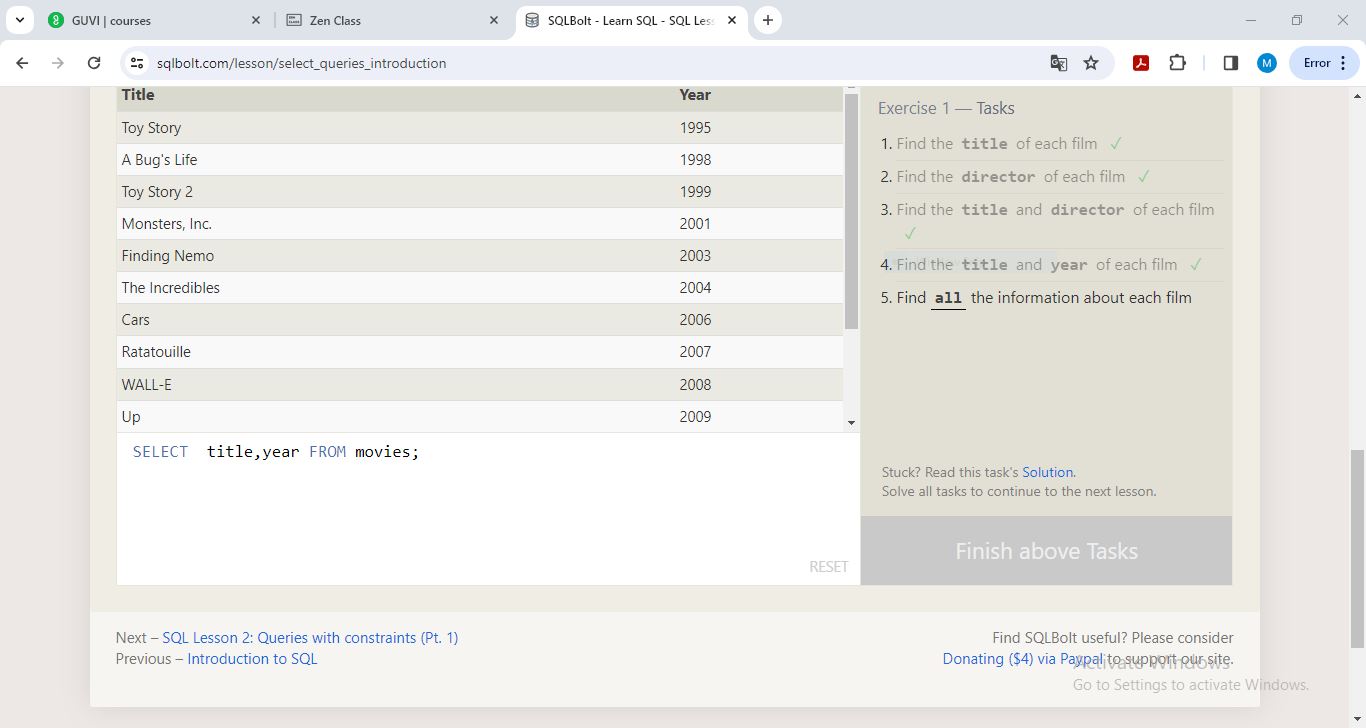 GUVI | courses
Zen Class
SQLBolt - Learn SQL - SQL Les
sqlbolt.com/lesson/select_queries_introduction
M
Error
Title Year
Toy Story 1995
A Bug's Life 1998
Toy Story 2 1999
Monsters, Inc. 2001
Finding Nemo 2003
The Incredibles 2004
Cars 2006
Ratatouille 2007
WALL-E 2008
Up 2009
SELECT title,year FROM movies;
RESET
Exercise 1 — Tasks
1. Find the title of each film ✓
2. Find the director of each film ✓
3. Find the title and director of each film
✓
4. Find the title and year of each film ✓
5. Find all the information about each film
Stuck? Read this task's Solution.
Solve all tasks to continue to the next lesson.
Finish above Tasks
Next – SQL Lesson 2: Queries with constraints (Pt. 1)
Previous – Introduction to SQL
Find SQLBolt useful? Please consider
Donating ($4) via Paypal to support our site.
Activate Windows
Go to Settings to activate Windows.